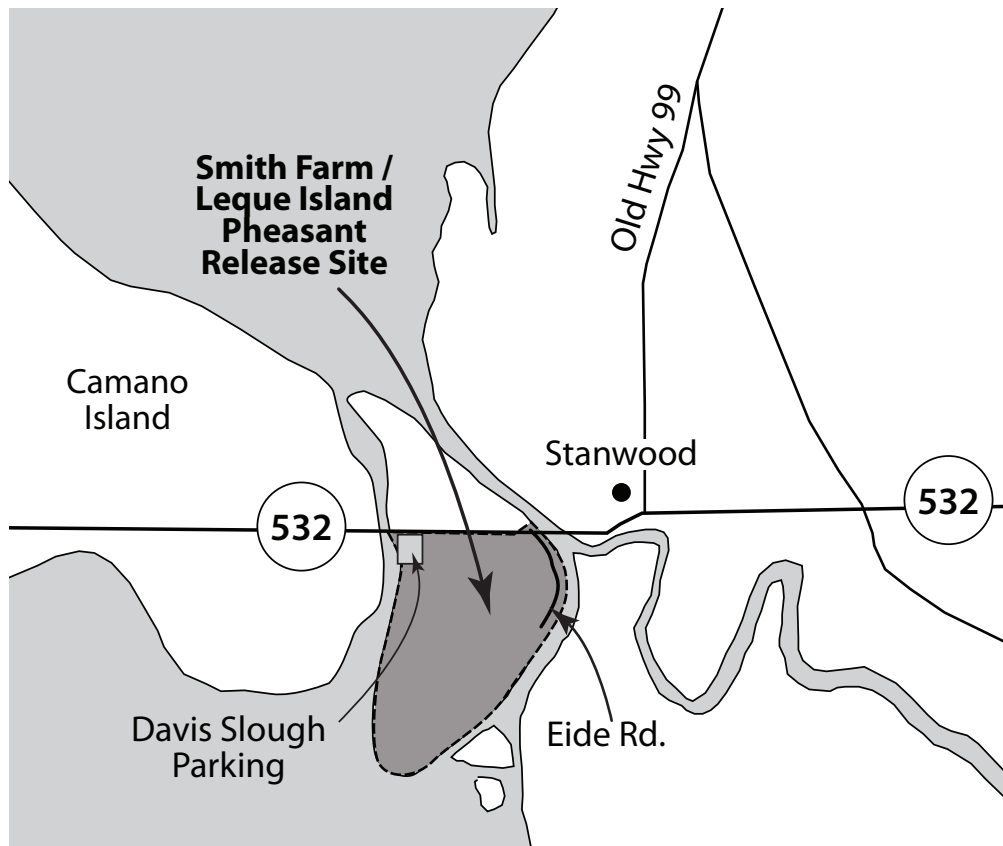 Old Hwy 99
Smith Farm /
Leque Island
Pheasant
Release Site
Camano
Island
Stanwood
532
532
Davis Slough
Parking
Eide Rd.